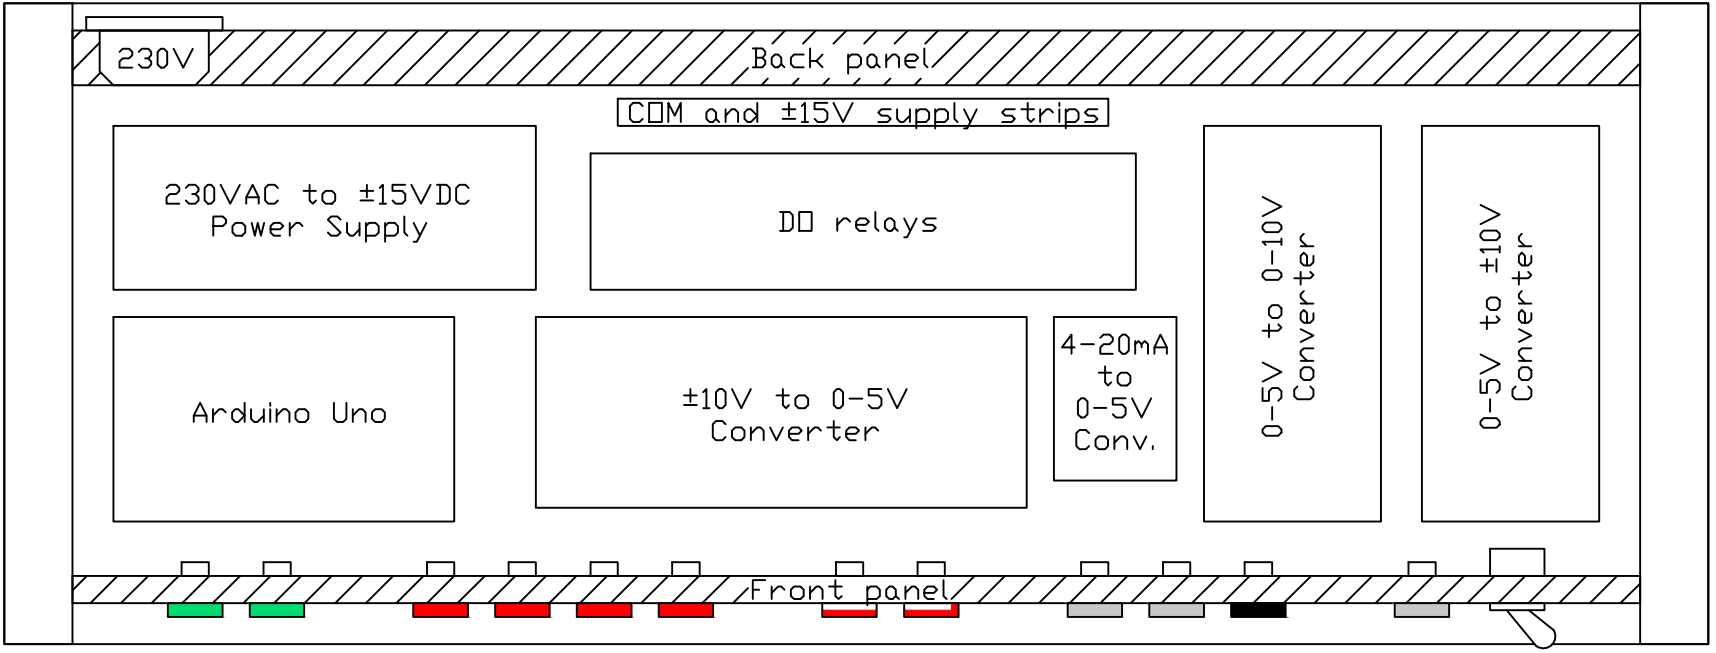 230V
Back panel
COM and ±15V supply strips
230VAC to ±15VDC
Power Supply
DO relays
0-5V to 0-10V
Converter
0-5V to ±10V
Converter
Arduino Uno
±10V to 0-5V
Converter
4-20mA
to
0-5V
Conv.
Front panel